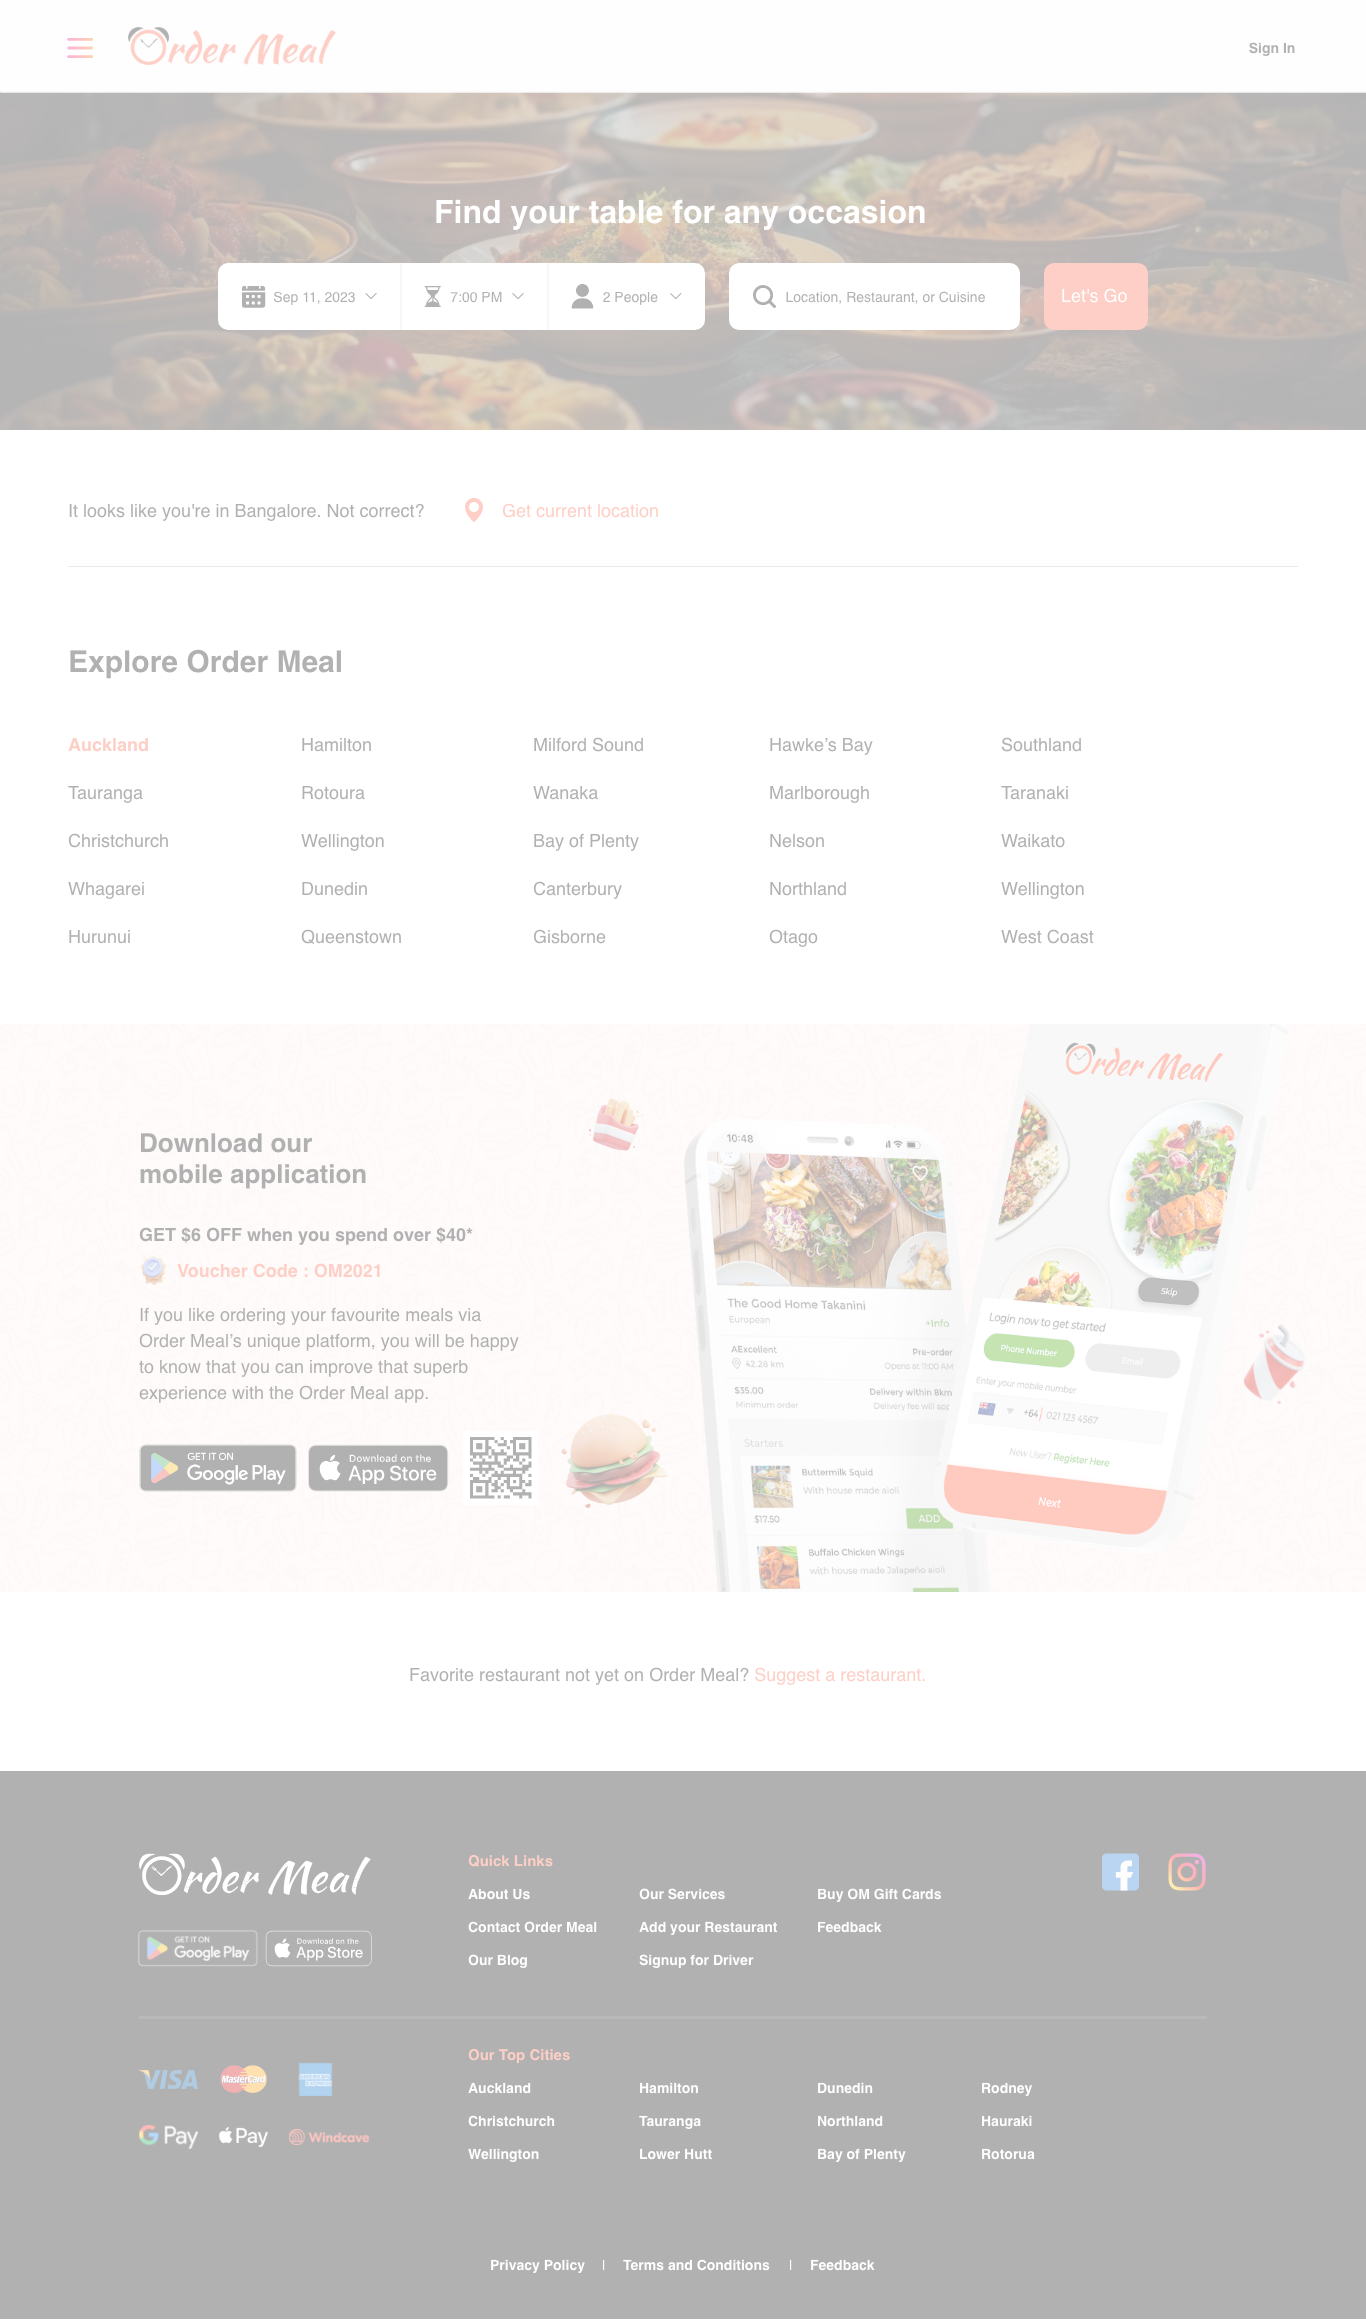 Order Meal
Sign In
Find your table for any occasion
Sep 11, 2023
7:00 PM
2 People
Location, Restaurant, or Cuisine
Let's Go
It looks like you're in Bangalore. Not correct?
Get current location
Explore Order Meal
Auckland Hamilton Milford Sound Hawke's Bay Southland
Tauranga Rotoura Wanaka Marlborough Taranaki
Christchurch Wellington Bay of Plenty Nelson Waikato
Whagarei Dunedin Canterbury Northland Wellington
Hurunui Queenstown Gisborne Otago West Coast
Download our
mobile application
GET $6 OFF when you spend over $40*
Voucher Code : OM2021
If you like ordering your favourite meals via
Order Meal's unique platform, you will be happy
to know that you can improve that superb
experience with the Order Meal app.
GET IT ON
Google Play
Download on the
App Store
10:48
The Good Home Takanini
European
+Info
AExcellent
Pre-order
42.28 km
Opens at 11:00 AM
$35.00
Delivery within 8km
Minimum order
Delivery fee will app
Starters
Buttermilk Squid
With house made aioli
$17.50
ADD
Buffalo Chicken Wings
with house made Jalapeño aioli
Order Meal
Skip
Login now to get started
Phone Number
Email
Enter your mobile number
+64 021 123 4567
New User? Register Here
Next
Favorite restaurant not yet on Order Meal? Suggest a restaurant.
Order Meal
GET IT ON
Google Play
Download on the
App Store
Quick Links
About Us Our Services Buy OM Gift Cards
Contact Order Meal Add your Restaurant Feedback
Our Blog Signup for Driver
VISA
MasterCard
AMERICAN EXPRESS
G Pay
Pay
Windcave
Our Top Cities
Auckland Hamilton Dunedin Rodney
Christchurch Tauranga Northland Hauraki
Wellington Lower Hutt Bay of Plenty Rotorua
Privacy Policy | Terms and Conditions | Feedback